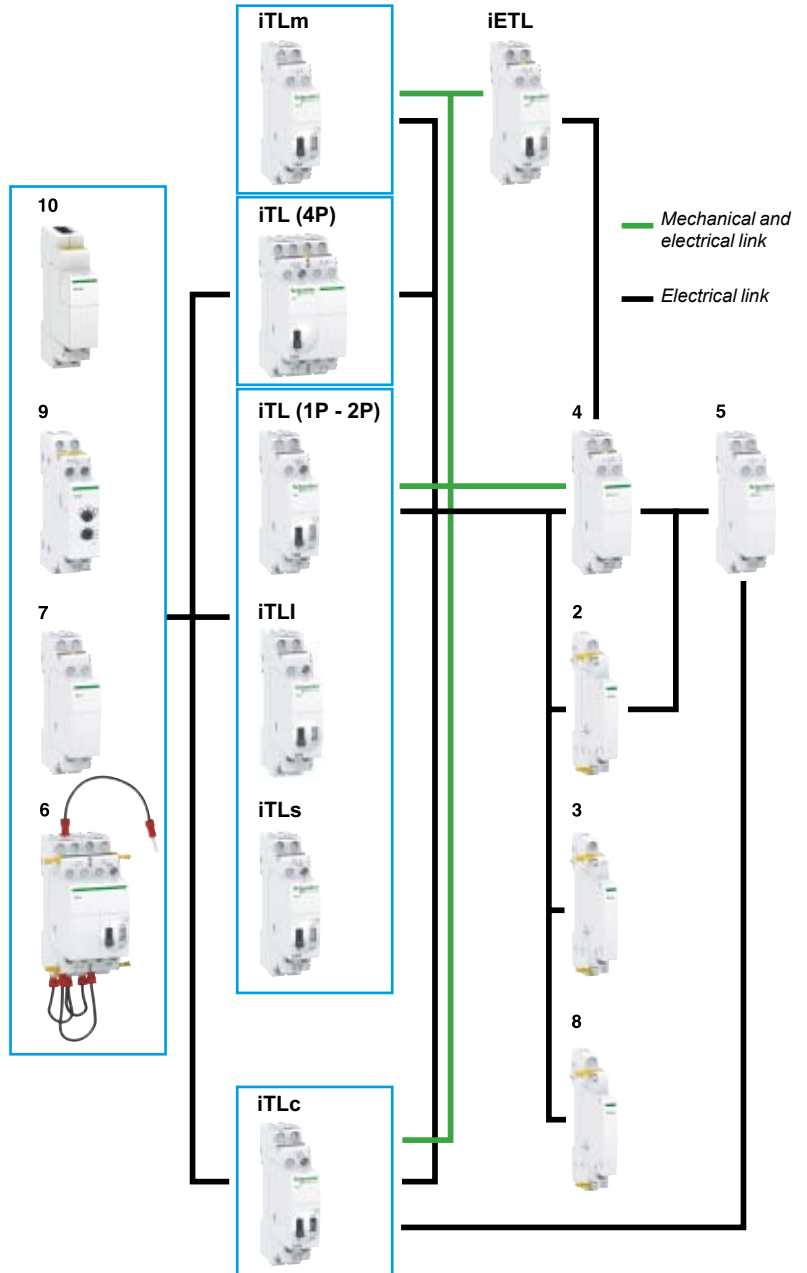 iTLm
iETL
10
iTL (4P)
Mechanical and
electrical link
Electrical link
9
iTL (1P - 2P)
4
5
7
iTLI
2
6
iTLs
3
8
iTLc